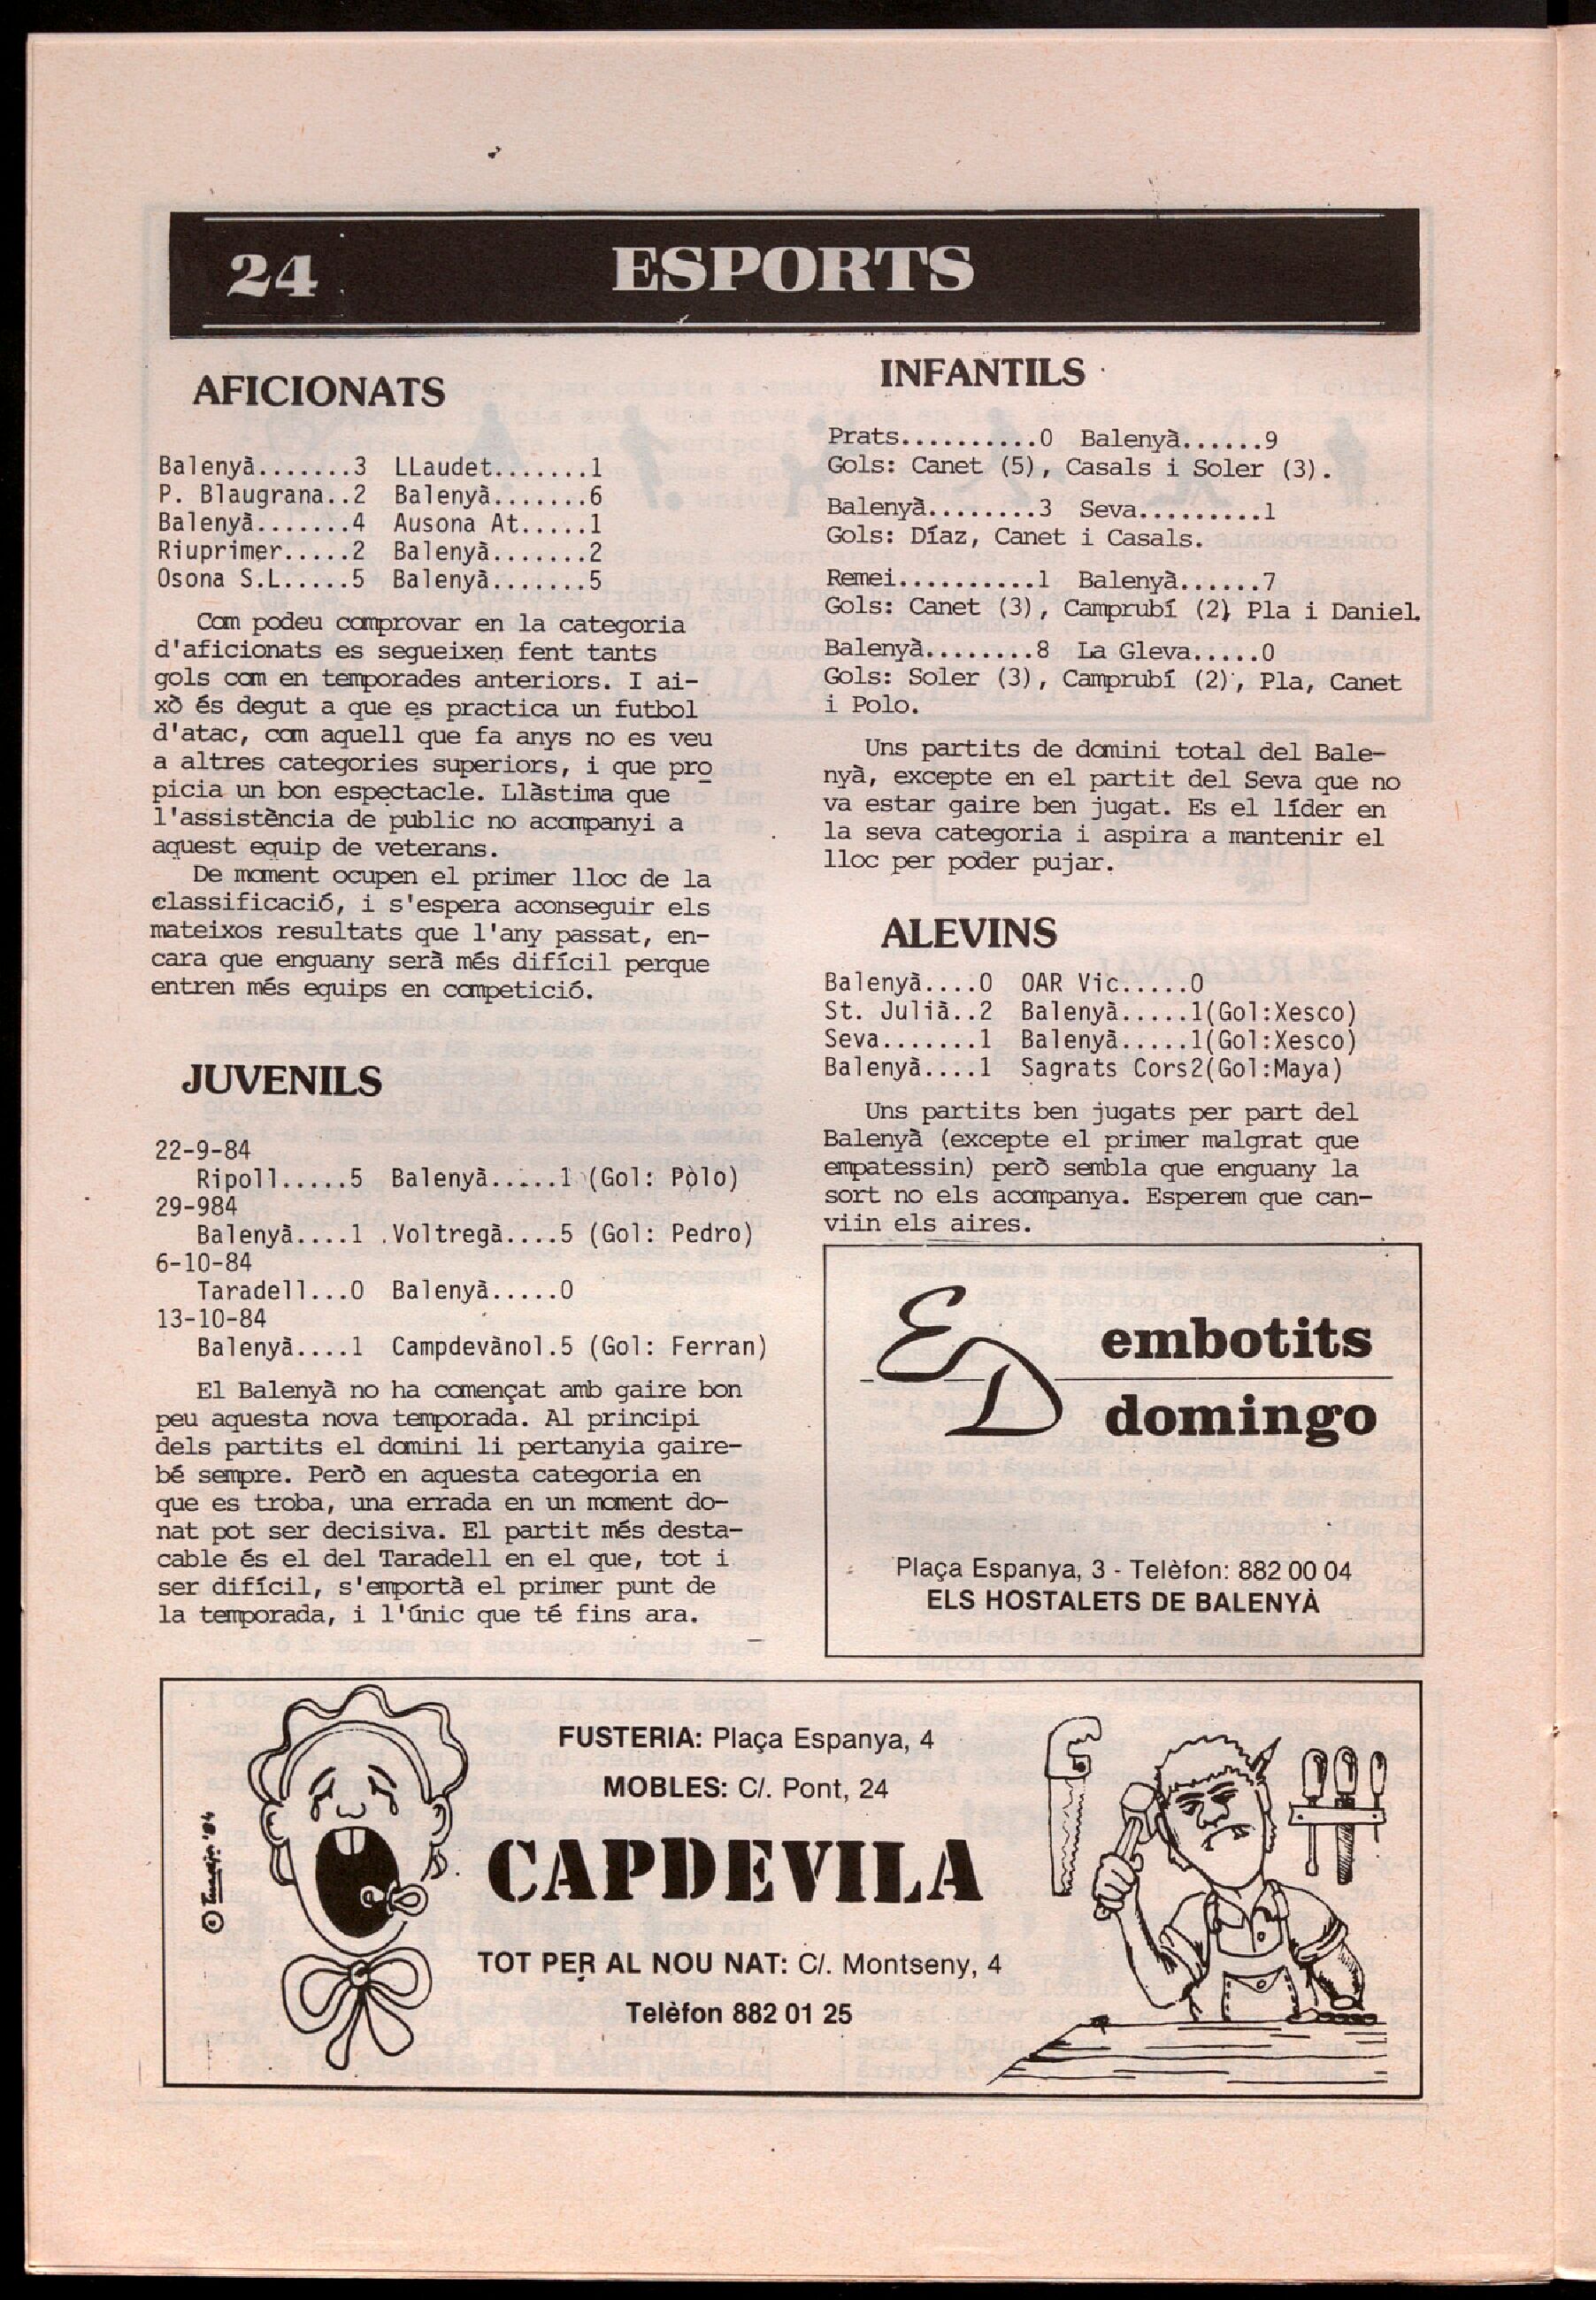 24 ESPORTS
AFICIONATS
Balenyà.......3 LLaudet.......1
P. Blaugrana..2 Balenyà.......6
Balenyà.......4 Ausona At.....1
Riuprimer.....2 Balenyà.......2
Osona S.L.....5 Balenyà.......5
Com podeu comprovar en la categoria
d'aficionats es segueixen fent tants
gols com en temporades anteriors. I ai-
xò és degut a que es practica un futbol
d'atac, com aquell que fa anys no es veu
a altres categories superiors, i que pro
picia un bon espectacle. Llàstima que
l'assistència de public no acompanyi a
aquest equip de veterans.
De moment ocupen el primer lloc de la
classificació, i s'espera aconseguir els
mateixos resultats que l'any passat, en-
cara que enguany serà més difícil perque
entren més equips en competició.
JUVENILS
22-9-84
Ripoll.....5 Balenyà.....1 (Gol: Pòlo)
29-984
Balenyà....1 .Voltregà....5 (Gol: Pedro)
6-10-84
Taradell...0 Balenyà.....0
13-10-84
Balenyà....1 Campdevànol.5 (Gol: Ferran)
El Balenyà no ha començat amb gaire bon
peu aquesta nova temporada. Al principi
dels partits el domini li pertanyia gaire-
bé sempre. Però en aquesta categoria en
que es troba, una errada en un moment do-
nat pot ser decisiva. El partit més desta-
cable és el del Taradell en el que, tot i
ser difícil, s'emportà el primer punt de
la temporada, i l'únic que té fins ara.
INFANTILS
Prats..........0 Balenyà......9
Gols: Canet (5), Casals i Soler (3).
Balenyà........3 Seva.........1
Gols: Díaz, Canet i Casals.
Remei..........1 Balenyà......7
Gols: Canet (3), Camprubí (2) Pla i Daniel.
Balenyà........8 La Gleva.....0
Gols: Soler (3), Camprubí (2), Pla, Canet
i Polo.
Uns partits de domini total del Bale-
nyà, excepte en el partit del Seva que no
va estar gaire ben jugat. Es el líder en
la seva categoria i aspira a mantenir el
lloc per poder pujar.
ALEVINS
Balenyà....0 OAR Vic.....0
St. Julià..2 Balenyà.....1(Gol:Xesco)
Seva.......1 Balenyà.....1(Gol:Xesco)
Balenyà....1 Sagrats Cors2(Gol:Maya)
Uns partits ben jugats per part del
Balenyà (excepte el primer malgrat que
empatessin) però sembla que enguany la
sort no els acompanya. Esperem que can-
viin els aires.
ED
embotits
domingo
Plaça Espanya, 3 - Telèfon: 882 00 04
ELS HOSTALETS DE BALENYÀ
FUSTERIA: Plaça Espanya, 4
MOBLES: C/. Pont, 24
CAPDEVILA
TOT PER AL NOU NAT: C/. Montseny, 4
Telèfon 882 01 25